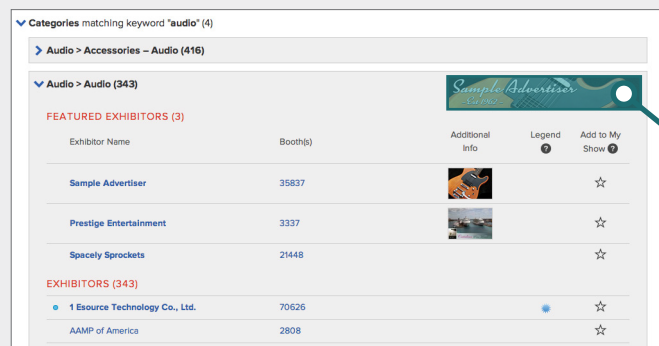 Categories matching keyword "audio" (4)
Audio > Accessories – Audio (416)
Audio > Audio (343)
Sample Advertiser
~Est 1962~
FEATURED EXHIBITORS (3)
Exhibitor Name Booth(s) Additional Info Legend ? Add to My Show ?
Sample Advertiser 35837
Prestige Entertainment 3337
Spacely Sprockets 21448
EXHIBITORS (343)
1 Esource Technology Co., Ltd. 70626
AAMP of America 2808